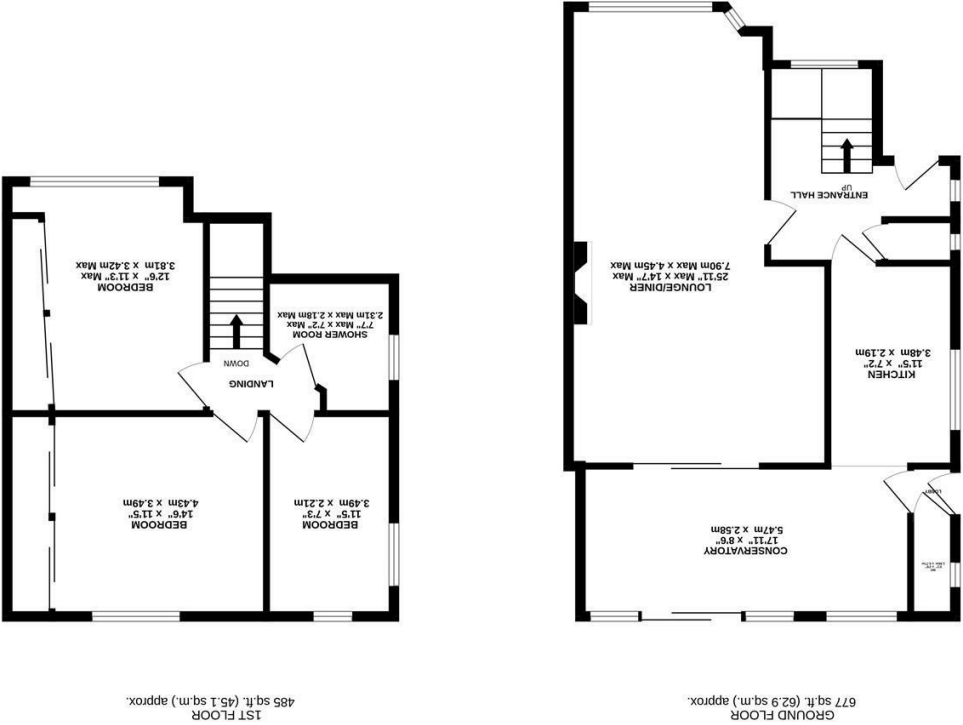 GROUND FLOOR
677 sq.ft. (62.9 sq.m.) approx.
1ST FLOOR
485 sq.ft. (45.1 sq.m.) approx.
WC
CONSERVATORY
17'11" x 8'6"
5.47m x 2.58m
LOBBY
KITCHEN
11'5" x 7'2"
3.48m x 2.19m
LOUNGE/DINER
25'11" Max x 14'7" Max
7.90m Max x 4.45m Max
ENTRANCE HALL
UP
BEDROOM
11'5" x 7'3"
3.49m x 2.21m
BEDROOM
14'6" x 11'5"
4.43m x 3.49m
LANDING
DOWN
SHOWER ROOM
7'7" Max x 7'2" Max
2.31m Max x 2.18m Max
BEDROOM
12'6" x 11'3" Max
3.81m x 3.42m Max